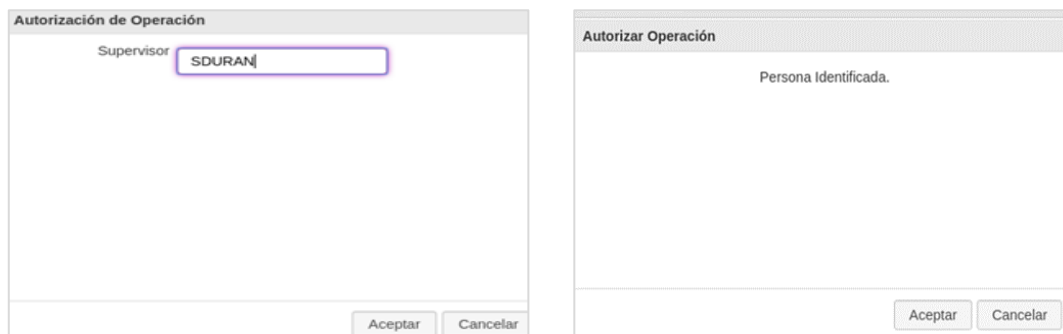 Autorización de Operación
Supervisor SDURAN
Aceptar Cancelar
Autorizar Operación
Persona Identificada.
Aceptar Cancelar